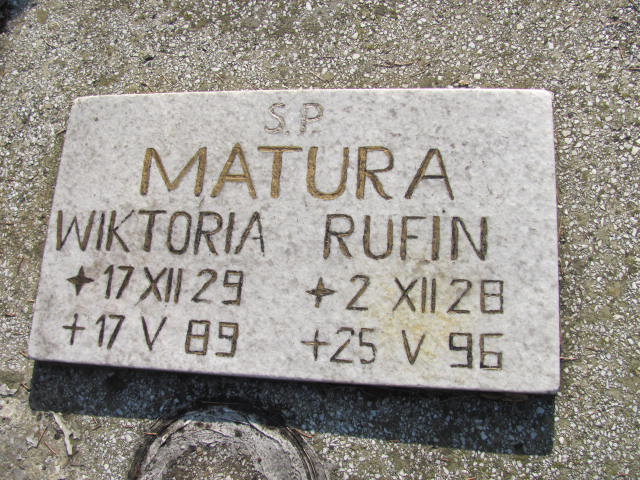 S.P.
MATURA
WIKTORIA RUFIN
✦17 XII 29 ✦2 XII 28
+17 V 89 +25 V 96